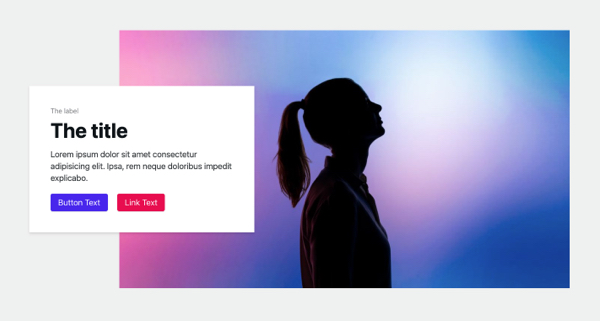 The label
The title
Lorem ipsum dolor sit amet consectetur
adipisicing elit. Ipsa, rem neque doloribus impedit
explicabo.
Button Text
Link Text